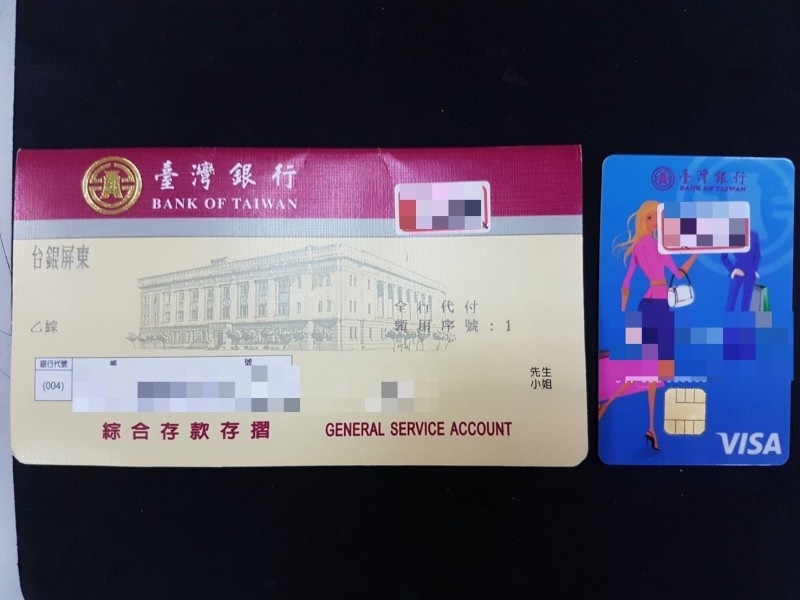 臺灣銀行
BANK OF TAIWAN
台銀屏東
全行代付
乙綜
領用序號：1
銀行代號 帳 號
(004)
先生
小姐
綜合存款存摺 GENERAL SERVICE ACCOUNT
臺灣銀行
BANK OF TAIWAN
VISA